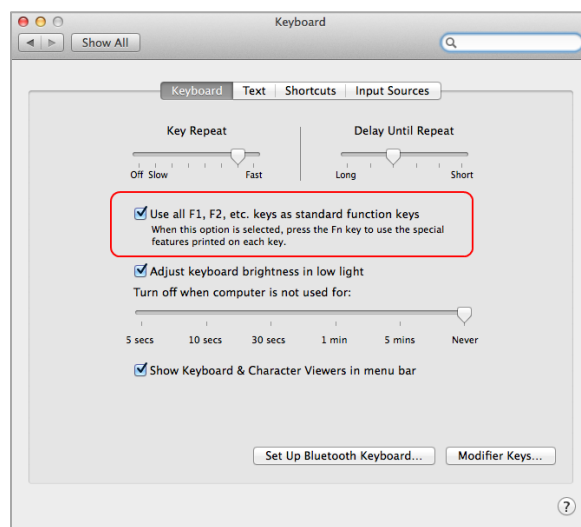 Keyboard
Show All
Keyboard Text Shortcuts Input Sources
Key Repeat Delay Until Repeat
Off Slow Fast Long Short
Use all F1, F2, etc. keys as standard function keys
When this option is selected, press the Fn key to use the special
features printed on each key.
Adjust keyboard brightness in low light
Turn off when computer is not used for:
5 secs 10 secs 30 secs 1 min 5 mins Never
Show Keyboard & Character Viewers in menu bar
Set Up Bluetooth Keyboard... Modifier Keys...
?